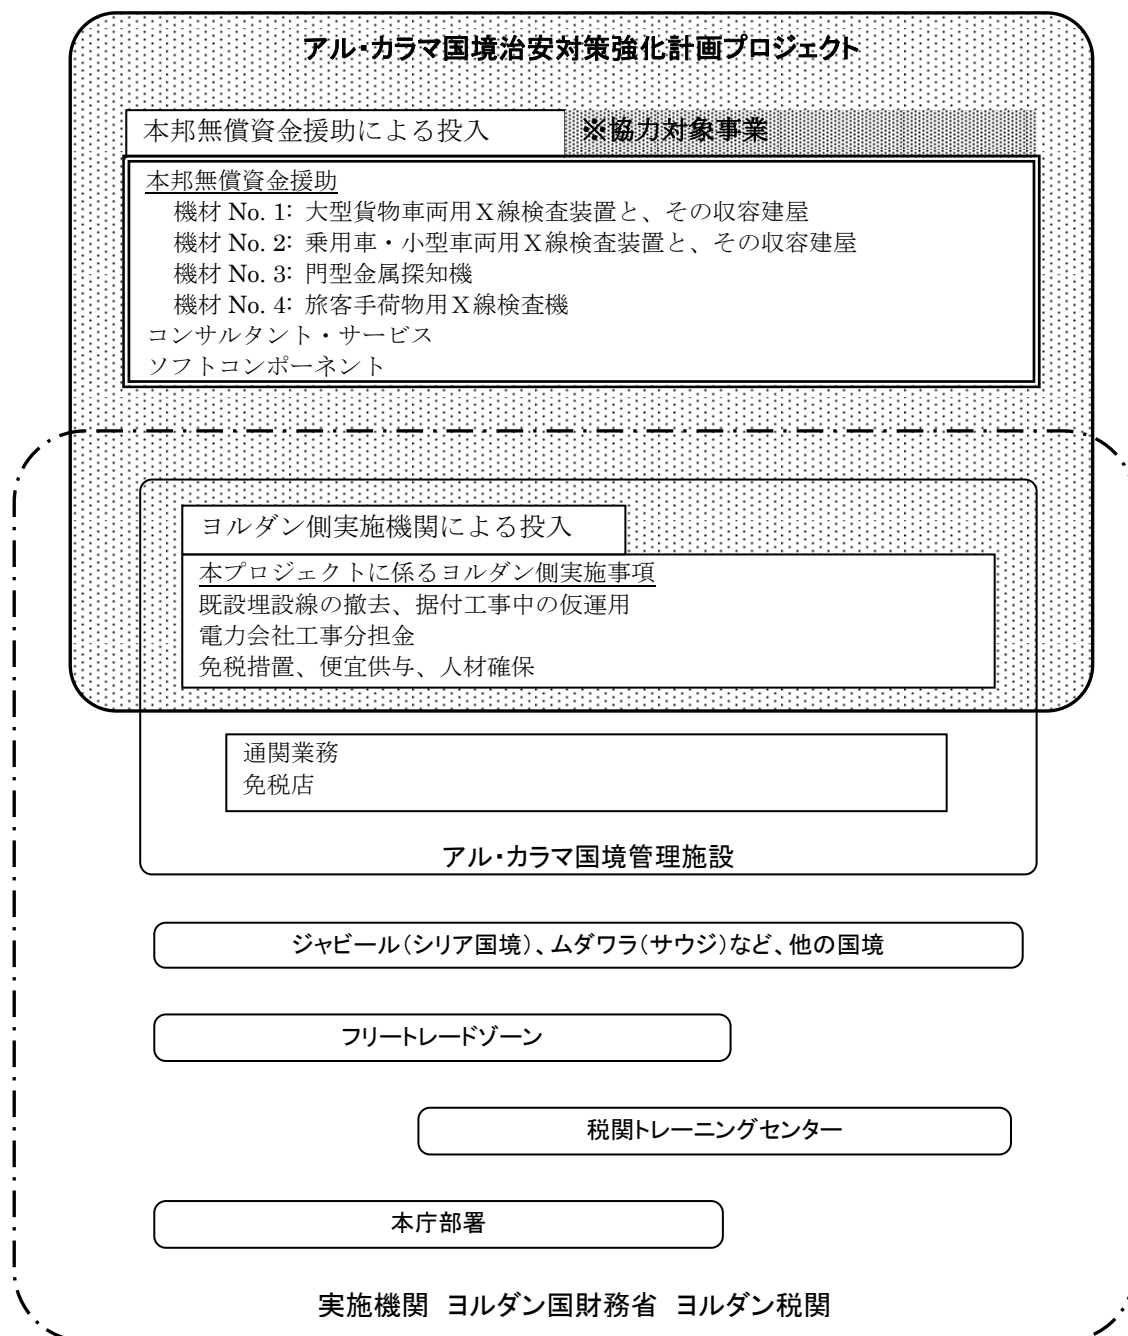 アル・カラマ国境治安対策強化計画プロジェクト
本邦無償資金援助による投入
※協力対象事業
本邦無償資金援助
機材 No. 1: 大型貨物車両用X線検査装置と、その収容建屋
機材 No. 2: 乗用車・小型車両用X線検査装置と、その収容建屋
機材 No. 3: 門型金属探知機
機材 No. 4: 旅客手荷物用X線検査機
コンサルタント・サービス
ソフトコンポーネント
ヨルダン側実施機関による投入
本プロジェクトに係るヨルダン側実施事項
既設埋設線の撤去、据付工事中の仮運用
電力会社工事分担金
免税措置、便宜供与、人材確保
通関業務
免税店
アル・カラマ国境管理施設
ジャビール(シリア国境)、ムダワラ(サウジ)など、他の国境
フリートレードゾーン
税関トレーニングセンター
本庁部署
実施機関 ヨルダン国財務省 ヨルダン税関